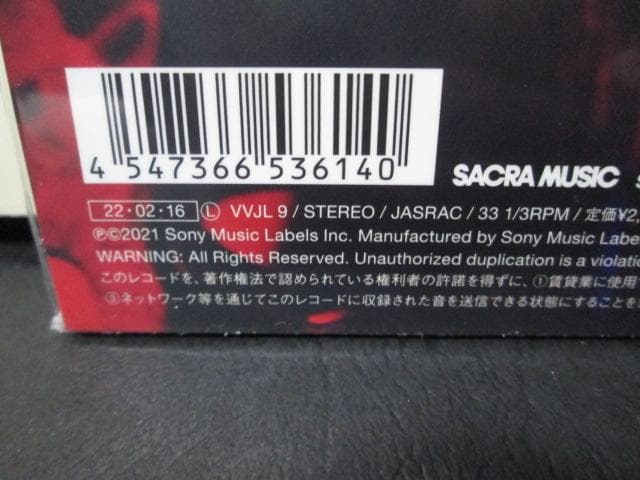 4 547366 536140
SACRA MUSIC
22・02・16 Ⓛ VVJL 9 / STEREO / JASRAC / 33 1/3RPM / 定価¥2,
ⓅⒸ2021 Sony Music Labels Inc. Manufactured by Sony Music Labe
WARNING: All Rights Reserved. Unauthorized duplication is a violatio
このレコードを、著作権法で認められている権利者の許諾を得ずに、①賃貸業に使用
③ネットワーク等を通じてこのレコードに収録された音を送信できる状態にすることを